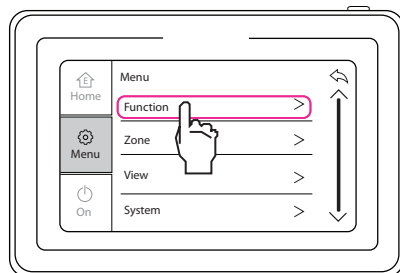 E
Home
Menu
On
Menu
Function >
Zone >
View >
System >